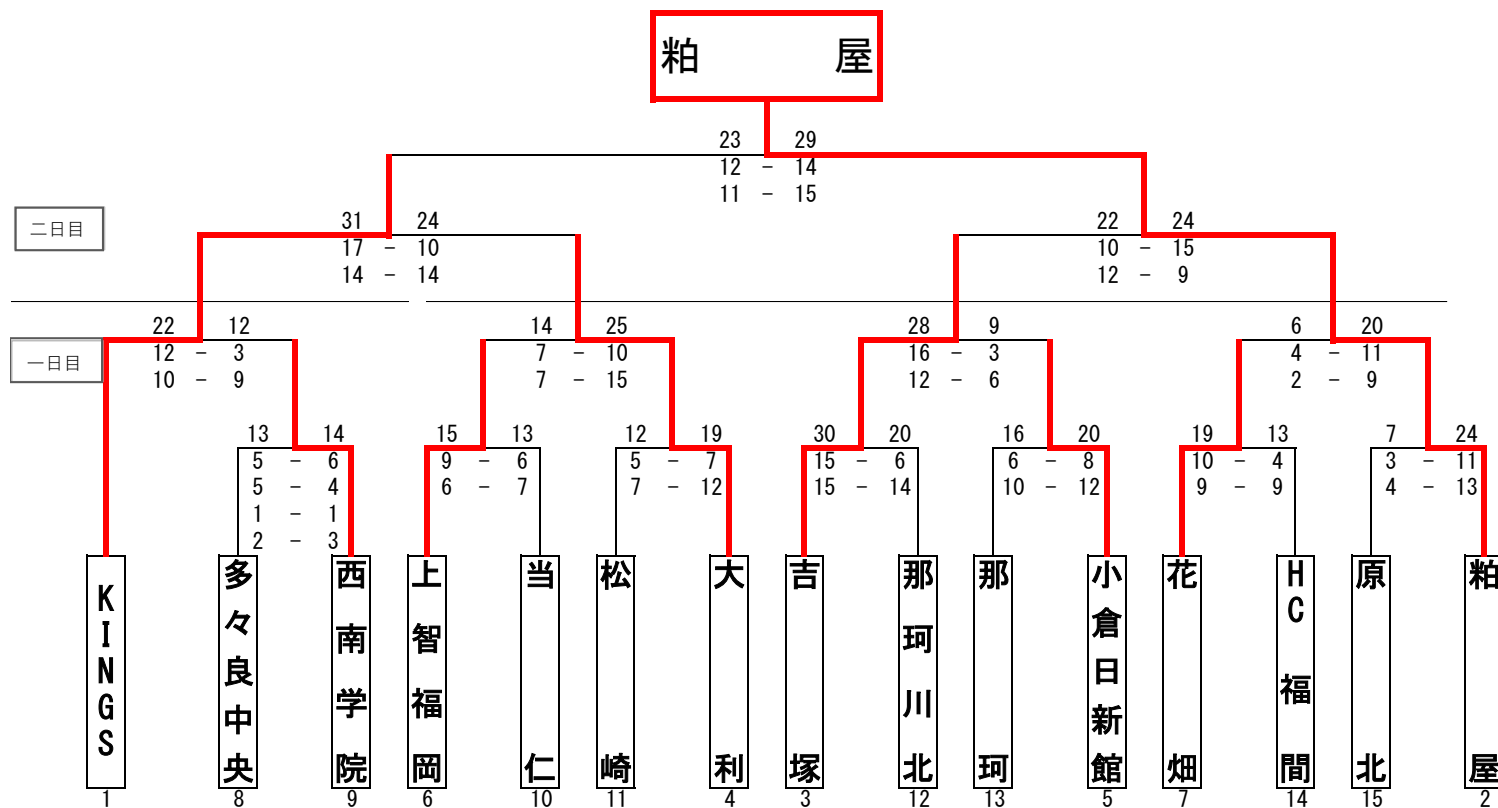 粕屋
23 29
12 - 14
11 - 15
二日目
31 24
17 - 10
14 - 14
22 24
10 - 15
12 - 9
一日目
22 12
12 - 3
10 - 9
14 25
7 - 10
7 - 15
28 9
16 - 3
12 - 6
6 20
4 - 11
2 - 9
13 14
5 - 6
5 - 4
1 - 1
2 - 3
15 13
9 - 6
6 - 7
12 19
5 - 7
7 - 12
30 20
15 - 6
15 - 14
16 20
6 - 8
10 - 12
19 13
10 - 4
9 - 9
7 24
3 - 11
4 - 13
KINGS
多々良中央
西南学院
上智福岡
当仁
松崎
大利
吉塚
那珂川北
那珂
小倉日新館
花畑
HC福間
原北
粕屋
1 8 9 6 10 11 4 3 12 13 5 7 14 15 2